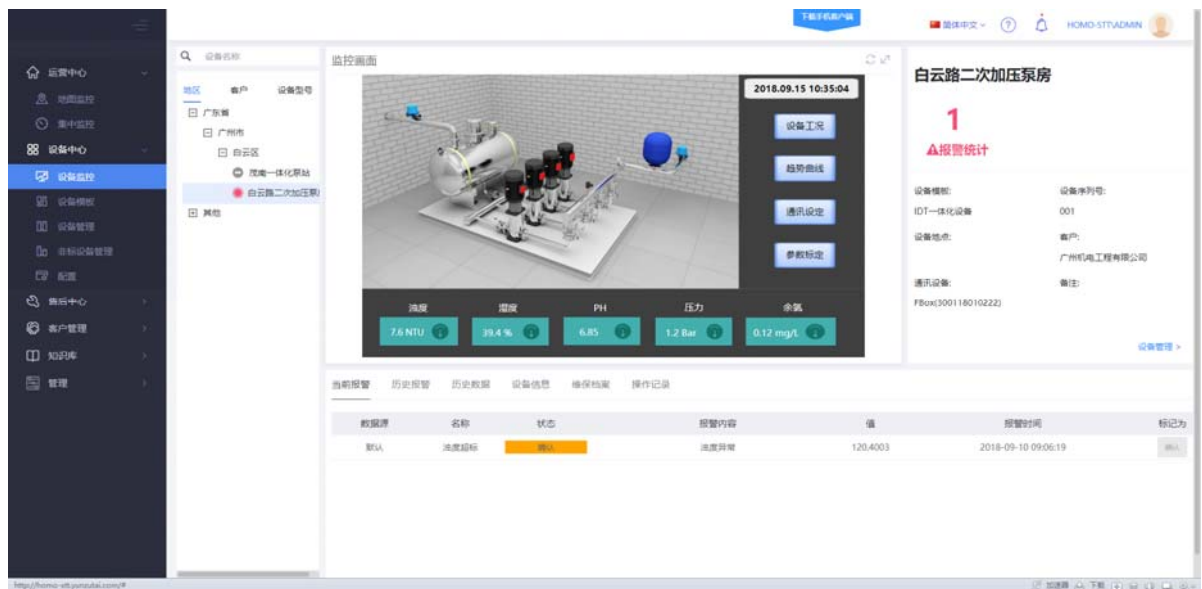 下载手机客户端
简体中文
HOMO-STT\ADMIN
运营中心
地图监控
集中监控
设备中心
设备监控
设备模板
设备管理
非标设备管理
配置
售后中心
客户管理
知识库
管理
设备名称
地区 客户 设备型号
广东省
广州市
白云区
茂南一体化泵站
白云路二次加压泵
其他
监控画面
2018.09.15 10:35:04
设备工况
趋势曲线
通讯设定
参数标定
浊度 温度 PH 压力 余氯
7.6 NTU 39.4 % 6.85 1.2 Bar 0.12 mg/L
白云路二次加压泵房
1
报警统计
设备模板: 设备序列号:
IDT一体化设备 001
设备地点: 客户:
广州机电工程有限公司
通讯设备: 备注:
FBox(300118010222)
设备管理 >
当前报警 历史报警 历史数据 设备信息 维保档案 操作记录
数据源 名称 状态 报警内容 值 报警时间 标记为
默认 浊度超标 确认 浊度异常 120.4003 2018-09-10 09:06:19 确认
http://homo-stt.yunzutai.com/#
加速器 下载